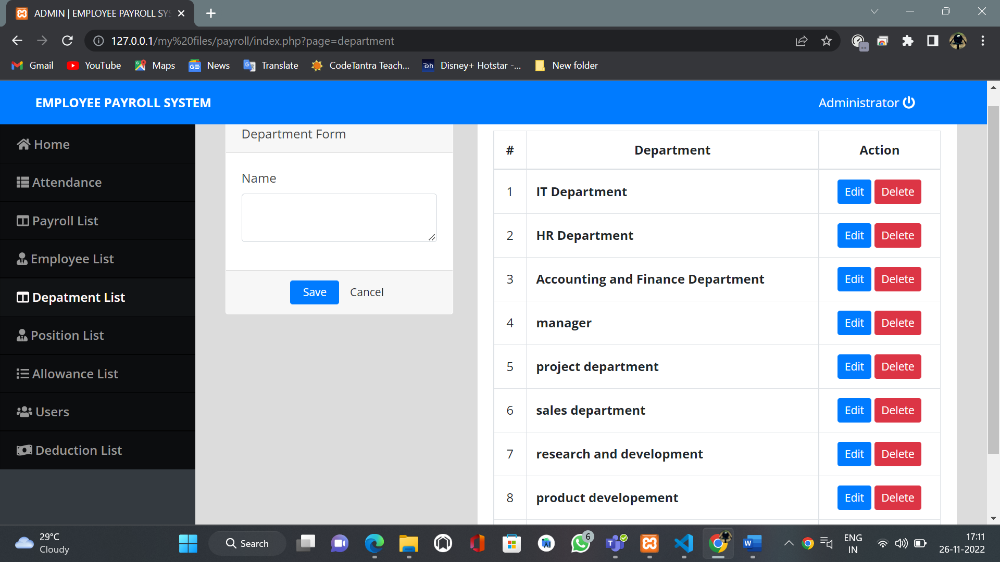 ADMIN | EMPLOYEE PAYROLL SYS
127.0.0.1/my%20files/payroll/index.php?page=department
Gmail
YouTube
Maps
News
Translate
CodeTantra Teach...
Disney+ Hotstar -...
New folder
EMPLOYEE PAYROLL SYSTEM
Administrator
Home
Attendance
Payroll List
Employee List
Depatment List
Position List
Allowance List
Users
Deduction List
Department Form
Name
Save Cancel
# Department Action
1 IT Department Edit Delete
2 HR Department Edit Delete
3 Accounting and Finance Department Edit Delete
4 manager Edit Delete
5 project department Edit Delete
6 sales department Edit Delete
7 research and development Edit Delete
8 product developement Edit Delete
29°C
Cloudy
Search
6
ENG
IN
17:11
26-11-2022